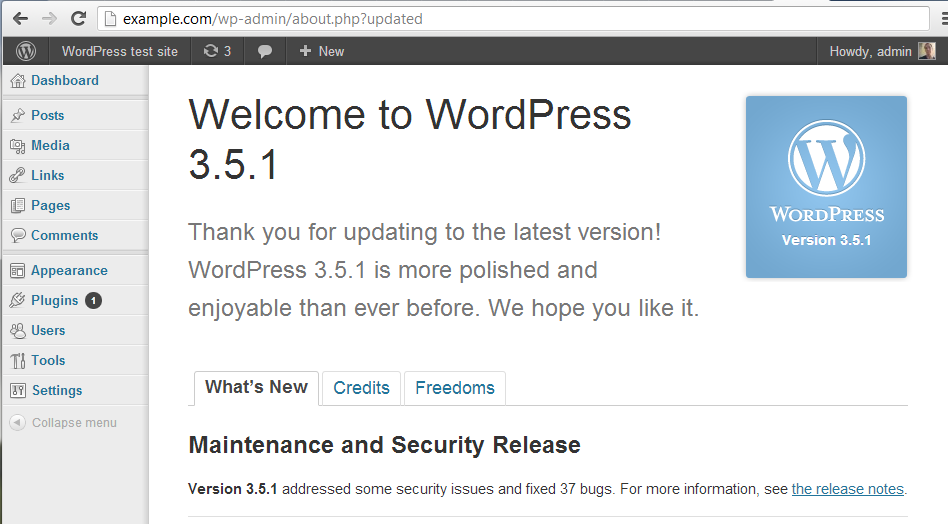 example.com/wp-admin/about.php?updated
WordPress test site 3 New Howdy, admin
Dashboard
Posts
Media
Links
Pages
Comments
Appearance
Plugins 1
Users
Tools
Settings
Collapse menu
Welcome to WordPress
3.5.1
WORDPRESS
Version 3.5.1
Thank you for updating to the latest version!
WordPress 3.5.1 is more polished and
enjoyable than ever before. We hope you like it.
What's New Credits Freedoms
Maintenance and Security Release
Version 3.5.1 addressed some security issues and fixed 37 bugs. For more information, see the release notes.